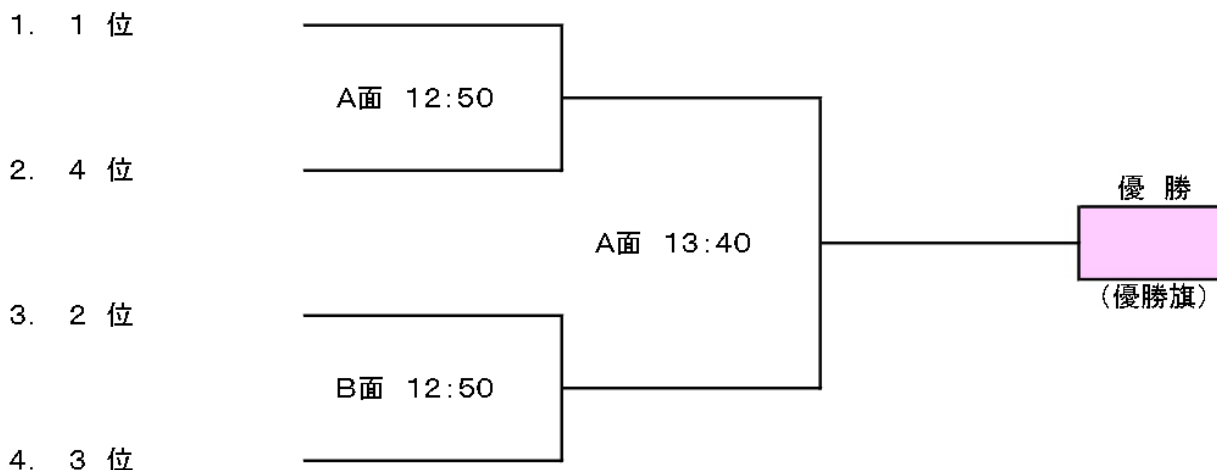 1. 1 位
A面 12:50
2. 4 位
優 勝
A面 13:40
(優勝旗)
3. 2 位
B面 12:50
4. 3 位